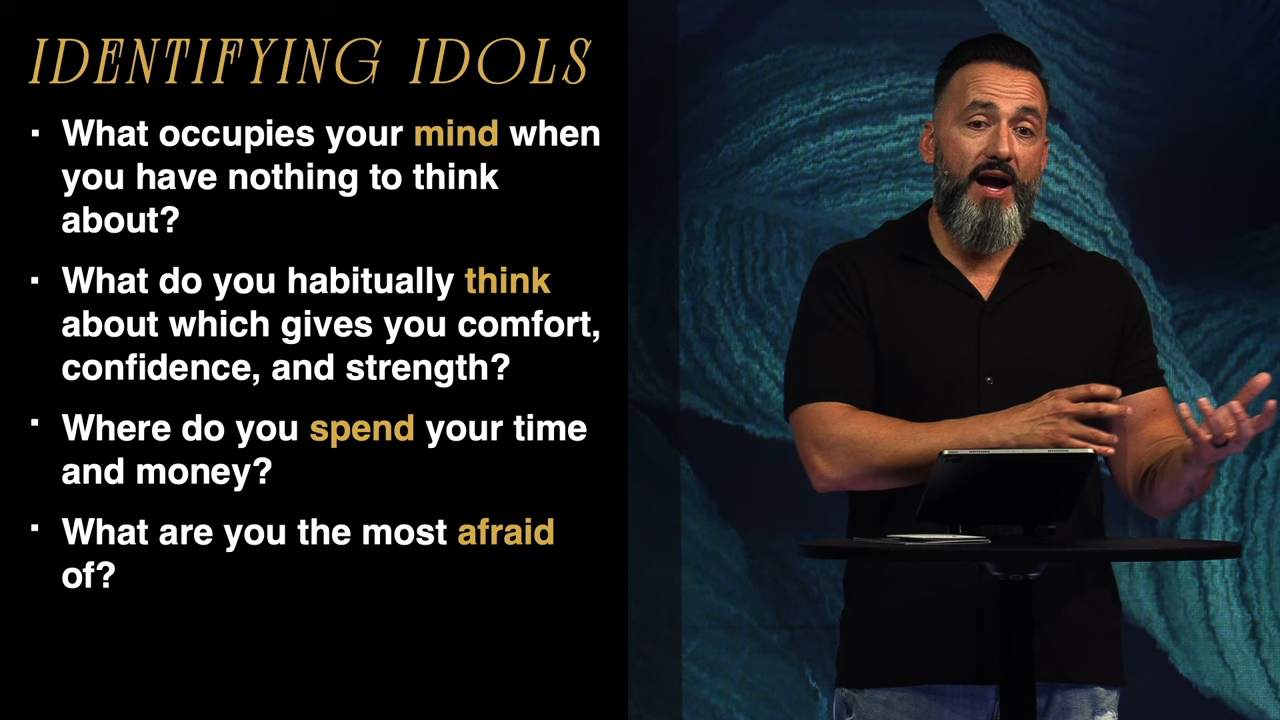 IDENTIFYING IDOLS
▪ What occupies your mind when
you have nothing to think
about?
▪ What do you habitually think
about which gives you comfort,
confidence, and strength?
▪ Where do you spend your time
and money?
▪ What are you the most afraid
of?